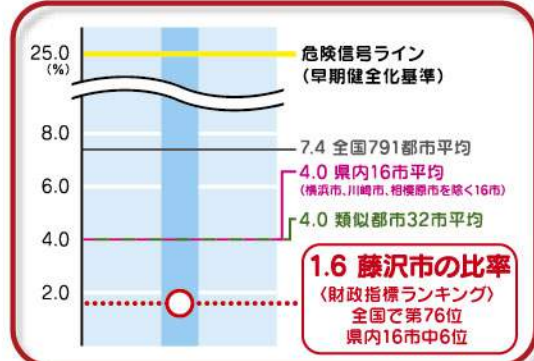 25.0
(%)
危険信号ライン
(早期健全化基準)
8.0
7.4 全国791都市平均
4.0 県内16市平均
(横浜市、川崎市、相模原市を除く16市)
6.0
4.0 類似都市32市平均
4.0
1.6 藤沢市の比率
〈財政指標ランキング〉
全国で第76位
県内16市中6位
2.0